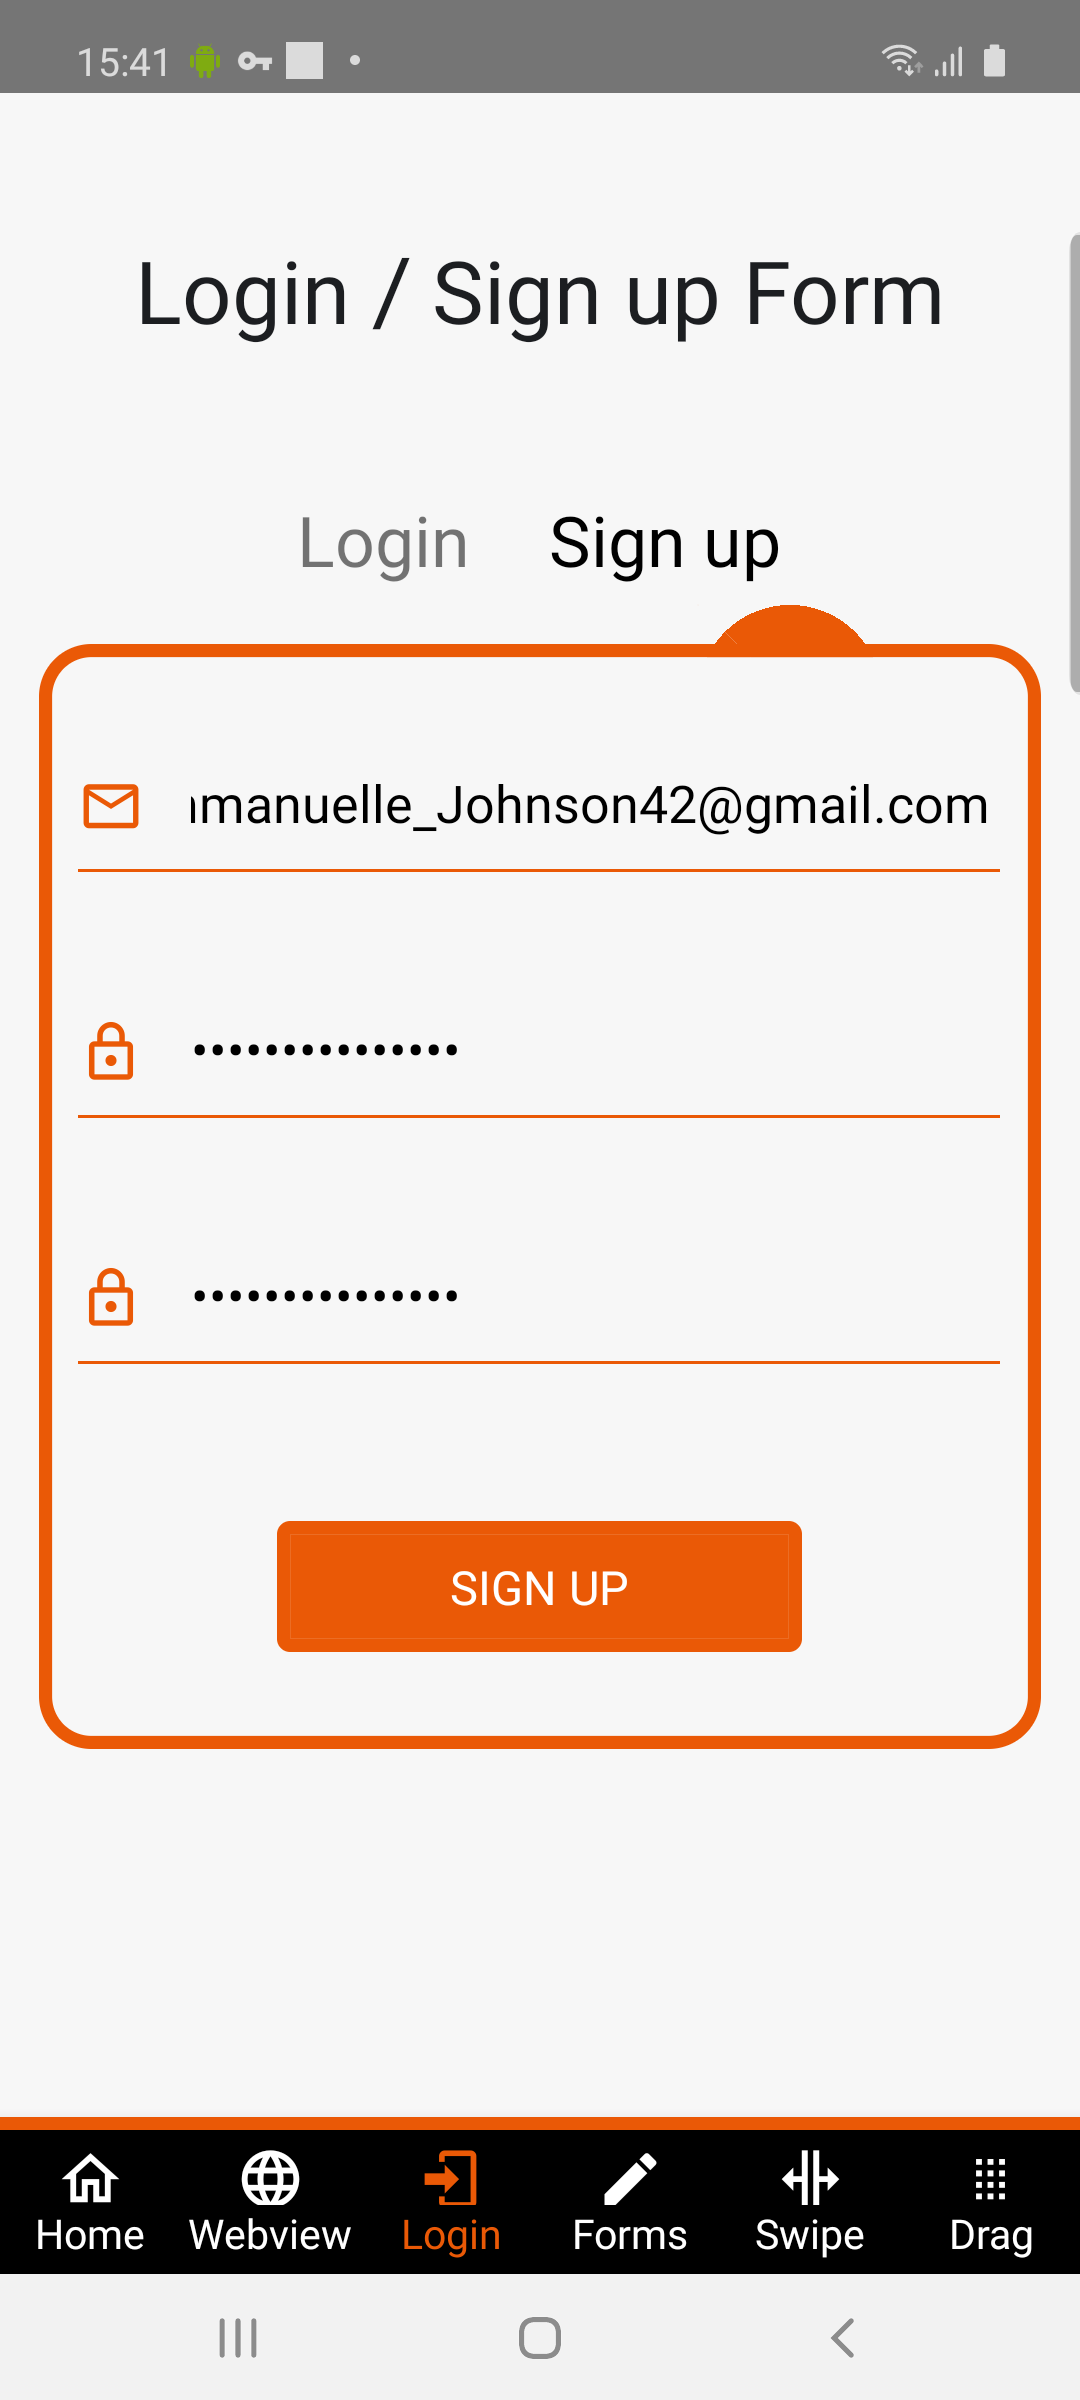 15:41
Login / Sign up Form
Login Sign up
manuelle_Johnson42@gmail.com
•••••••••••••••
•••••••••••••••
SIGN UP
Home Webview Login Forms Swipe Drag